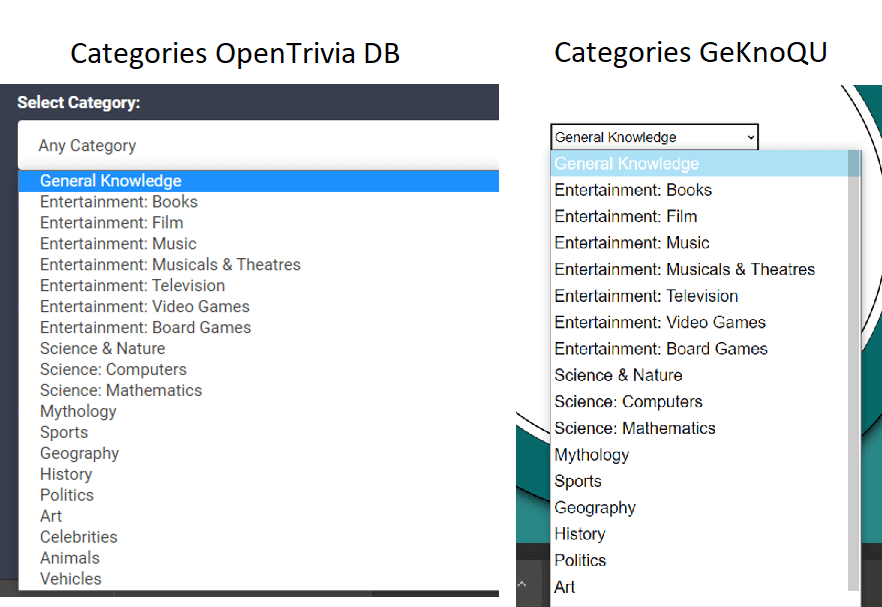 Categories OpenTrivia DB
Select Category:
Any Category
General Knowledge
Entertainment: Books
Entertainment: Film
Entertainment: Music
Entertainment: Musicals & Theatres
Entertainment: Television
Entertainment: Video Games
Entertainment: Board Games
Science & Nature
Science: Computers
Science: Mathematics
Mythology
Sports
Geography
History
Politics
Art
Celebrities
Animals
Vehicles
Categories GeKnoQU
General Knowledge
General Knowledge
Entertainment: Books
Entertainment: Film
Entertainment: Music
Entertainment: Musicals & Theatres
Entertainment: Television
Entertainment: Video Games
Entertainment: Board Games
Science & Nature
Science: Computers
Science: Mathematics
Mythology
Sports
Geography
History
Politics
Art